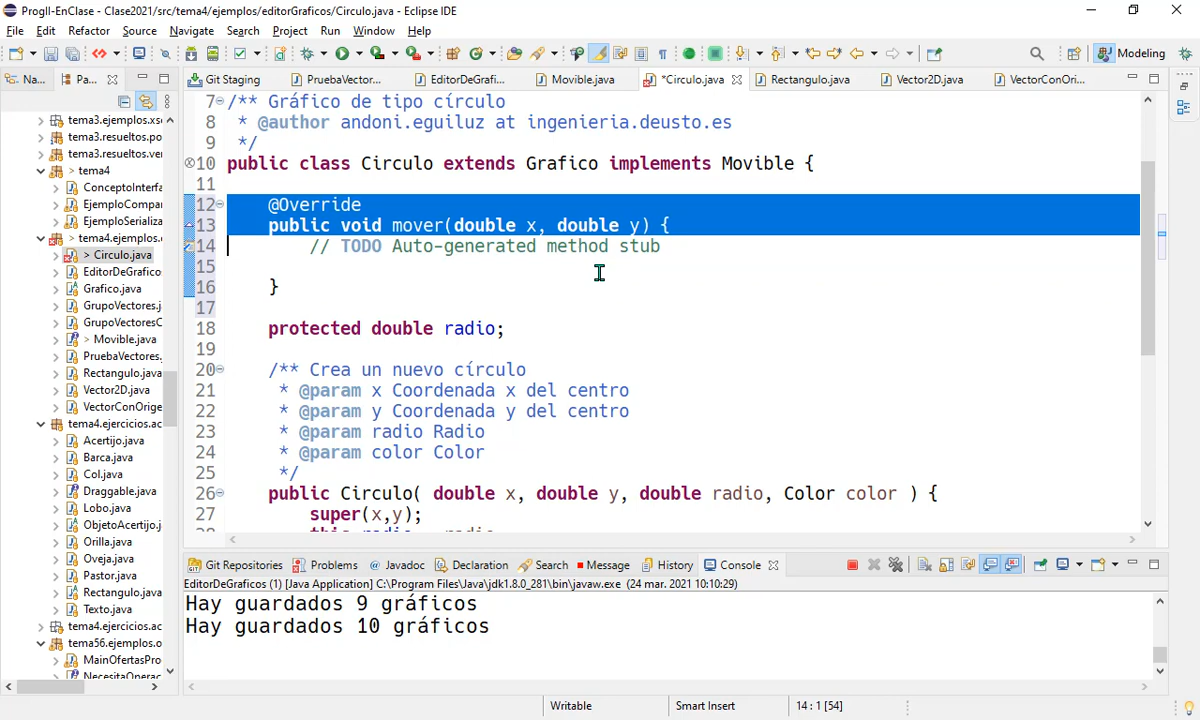 ProgII-EnClase - Clase2021/src/tema4/ejemplos/editorGraficos/Circulo.java - Eclipse IDE
File Edit Refactor Source Navigate Search Project Run Window Help
Modeling
Na... Pa...
Git Staging PruebaVector... EditorDeGrafi... Movible.java *Circulo.java Rectangulo.java Vector2D.java VectorConOri...
tema3.ejemplos.xs
tema3.resueltos.po
tema3.resueltos.ver
> tema4
ConceptoInterfa
EjemploCompar
EjemploSerializa
> tema4.ejemplos.
> Circulo.java
EditorDeGrafico
Grafico.java
GrupoVectores.j
GrupoVectoresC
> Movible.java
PruebaVectores.
Rectangulo.java
Vector2D.java
VectorConOrige
tema4.ejercicios.ac
Acertijo.java
Barca.java
Col.java
Draggable.java
Lobo.java
ObjetoAcertijo.j
Orilla.java
Oveja.java
Pastor.java
Rectangulo.java
Texto.java
tema4.ejercicios.ac
tema56.ejemplos.o
MainOfertasPro
NecesitaOperac
7 /** Gráfico de tipo círculo
8 * @author andoni.eguiluz at ingenieria.deusto.es
9 */
10 public class Circulo extends Grafico implements Movible {
11
12 @Override
13 public void mover(double x, double y) {
14 // TODO Auto-generated method stub
15
16 }
17
18 protected double radio;
19
20 /** Crea un nuevo círculo
21 * @param x Coordenada x del centro
22 * @param y Coordenada y del centro
23 * @param radio Radio
24 * @param color Color
25 */
26 public Circulo( double x, double y, double radio, Color color ) {
27 super(x,y);
Git Repositories Problems @ Javadoc Declaration Search Message History Console
EditorDeGraficos (1) [Java Application] C:\Program Files\Java\jdk1.8.0_281\bin\javaw.exe (24 mar. 2021 10:10:29)
Hay guardados 9 gráficos
Hay guardados 10 gráficos
Writable Smart Insert 14 : 1 [54]